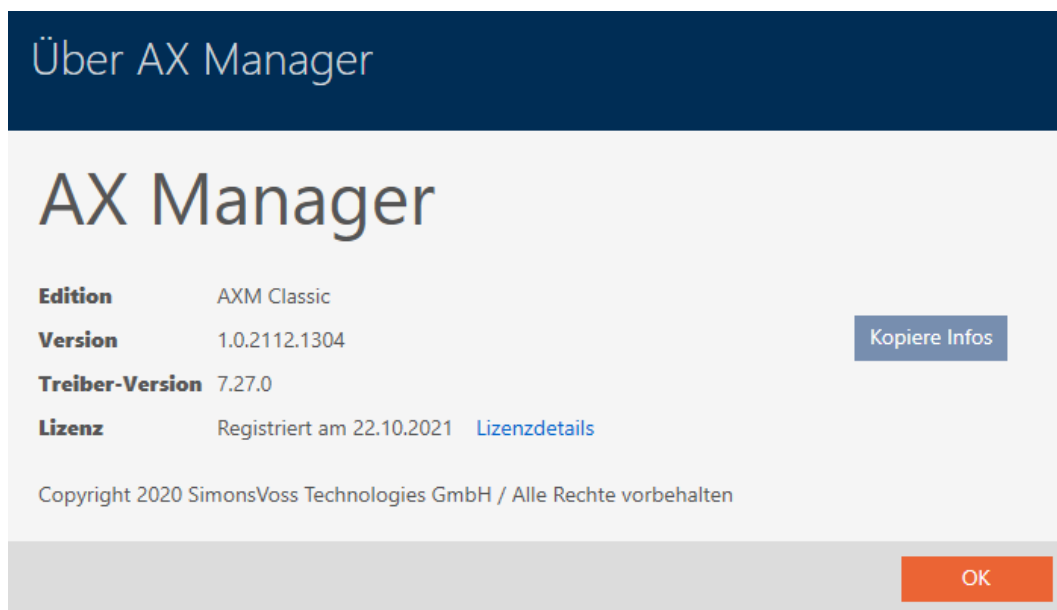 Über AX Manager
AX Manager
Edition AXM Classic
Version 1.0.2112.1304
Kopiere Infos
Treiber-Version 7.27.0
Lizenz Registriert am 22.10.2021 Lizenzdetails
Copyright 2020 SimonsVoss Technologies GmbH / Alle Rechte vorbehalten
OK